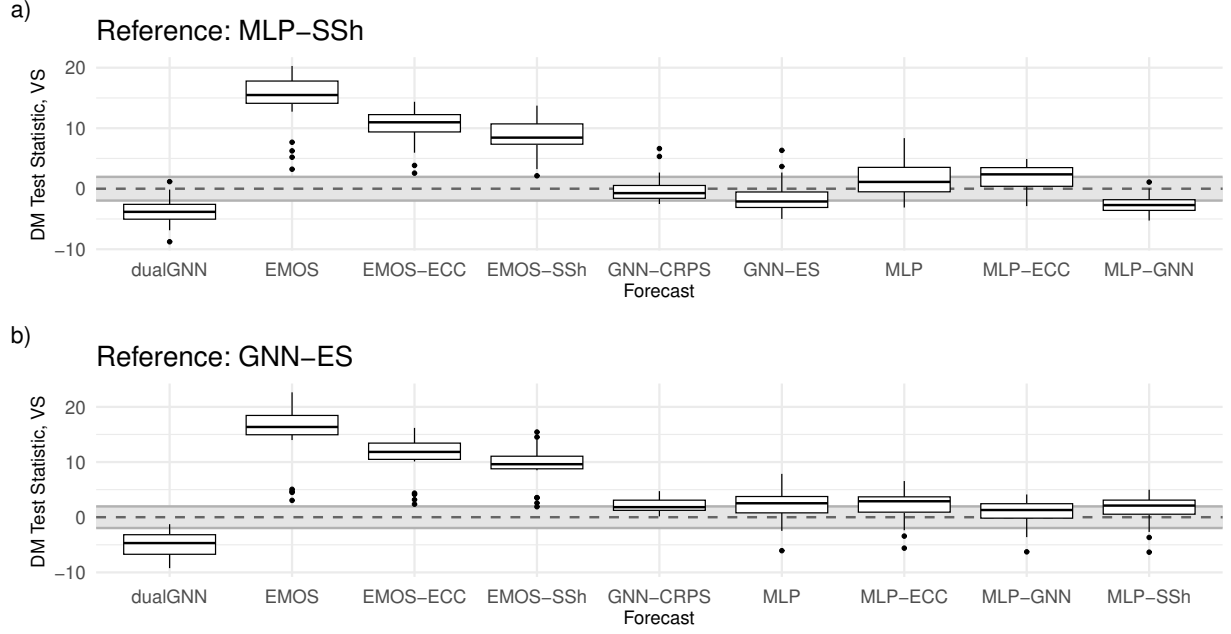 a)
Reference: MLP−SSh
DM Test Statistic, VS
20
10
0
−10
dualGNN EMOS EMOS−ECC EMOS−SSh GNN−CRPS GNN−ES MLP MLP−ECC MLP−GNN
Forecast
b)
Reference: GNN−ES
DM Test Statistic, VS
20
10
0
−10
dualGNN EMOS EMOS−ECC EMOS−SSh GNN−CRPS MLP MLP−ECC MLP−GNN MLP−SSh
Forecast